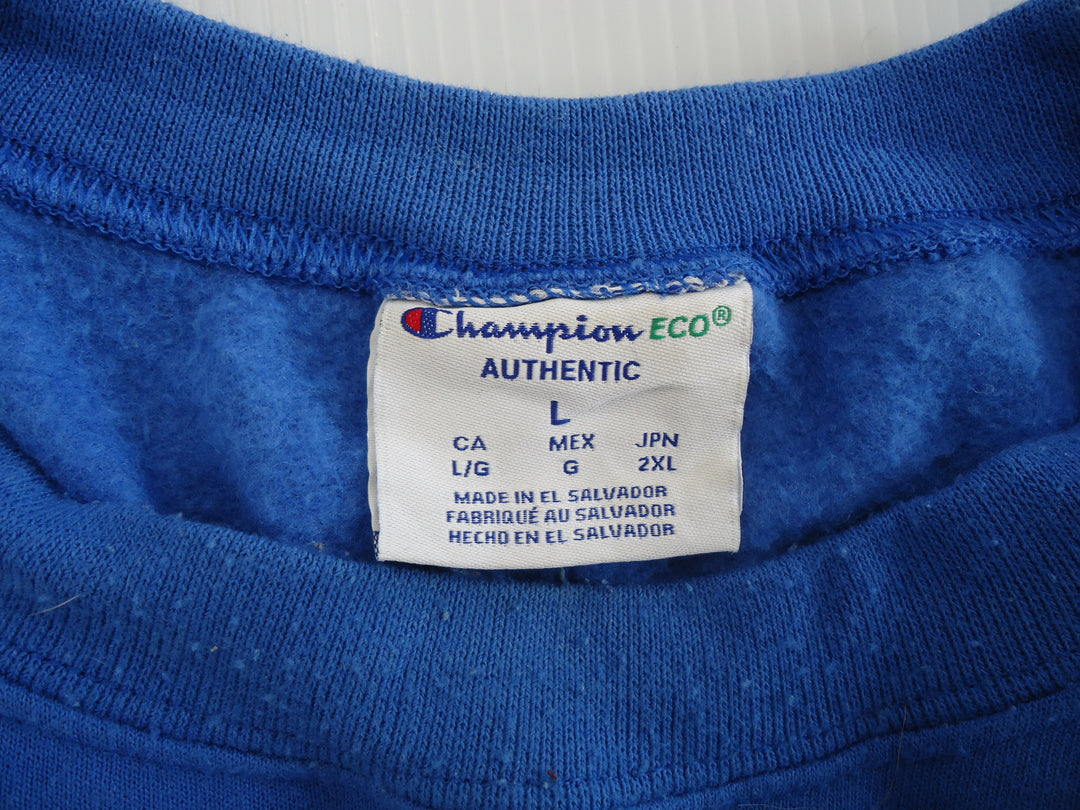 Champion ECO®
AUTHENTIC
L
CA MEX JPN
L/G G 2XL
MADE IN EL SALVADOR
FABRIQUÉ AU SALVADOR
HECHO EN EL SALVADOR